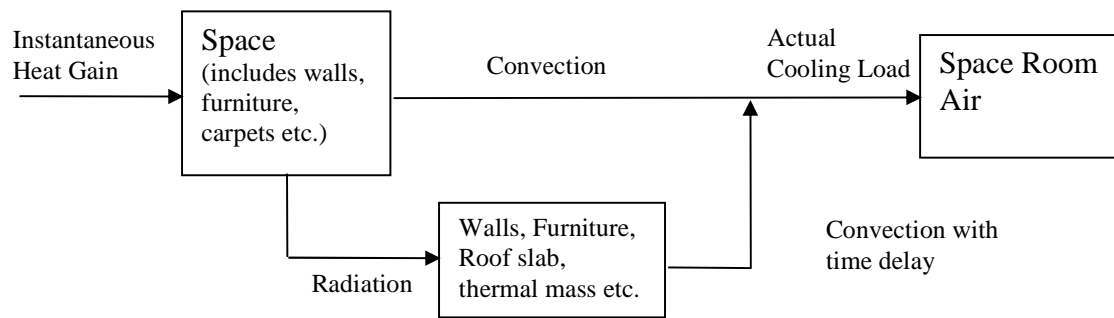 Instantaneous
Heat Gain
Space
(includes walls,
furniture,
carpets etc.)
Convection
Actual
Cooling Load
Space Room
Air
Radiation
Walls, Furniture,
Roof slab,
thermal mass etc.
Convection with
time delay